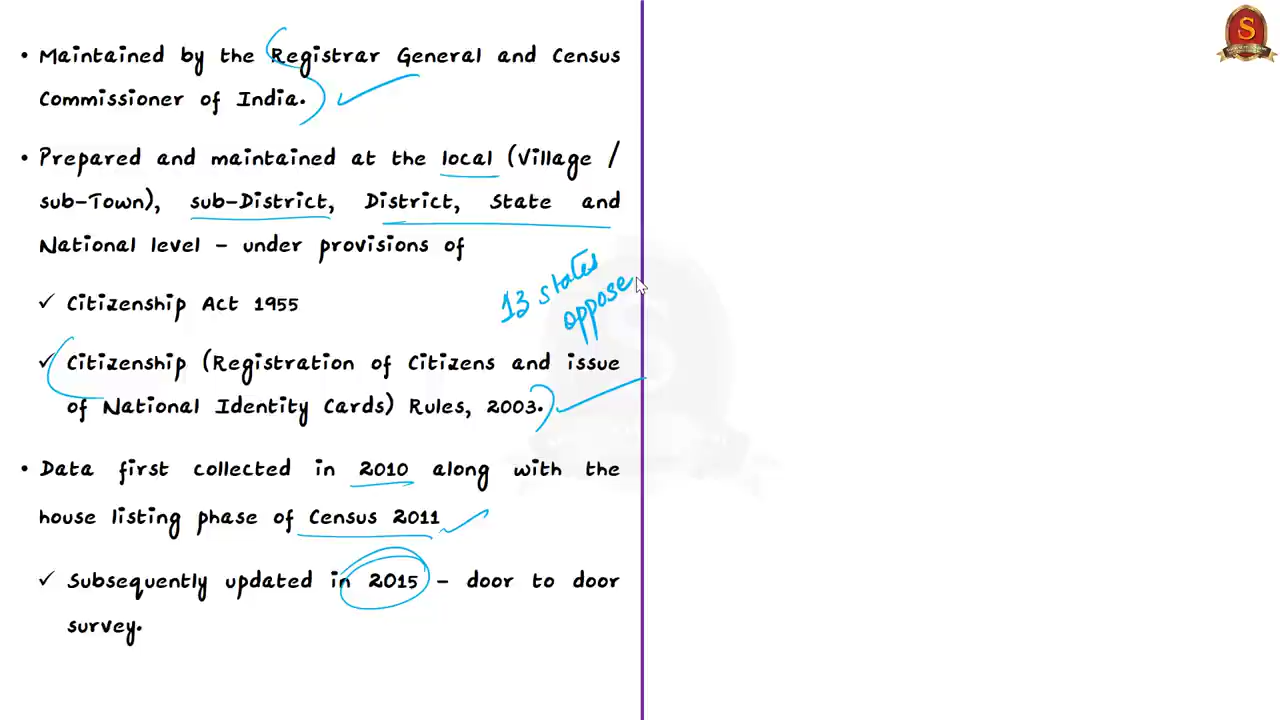 • Maintained by the Registrar General and Census
Commissioner of India.
• Prepared and maintained at the local (Village /
sub-Town), sub-District, District, State and
National level – under provisions of
✓ Citizenship Act 1955
13 states
oppose
✓ Citizenship (Registration of Citizens and issue
of National Identity Cards) Rules, 2003.
• Data first collected in 2010 along with the
house listing phase of Census 2011
✓ Subsequently updated in 2015 – door to door
survey.
S